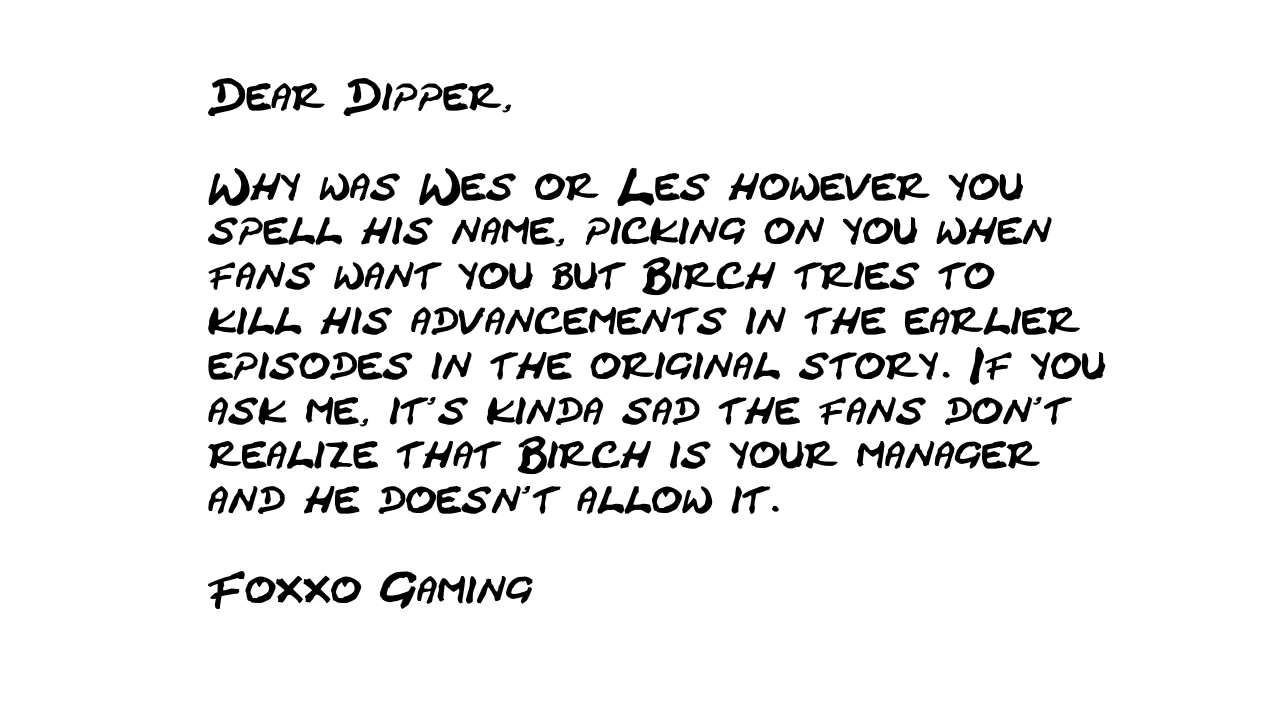 Dear Dipper,
Why was Wes or Les however you
spell his name, picking on you when
fans want you but Birch tries to
kill his advancements in the earlier
episodes in the original story. If you
ask me, it's kinda sad the fans don't
realize that Birch is your manager
and he doesn't allow it.
Foxxo Gaming